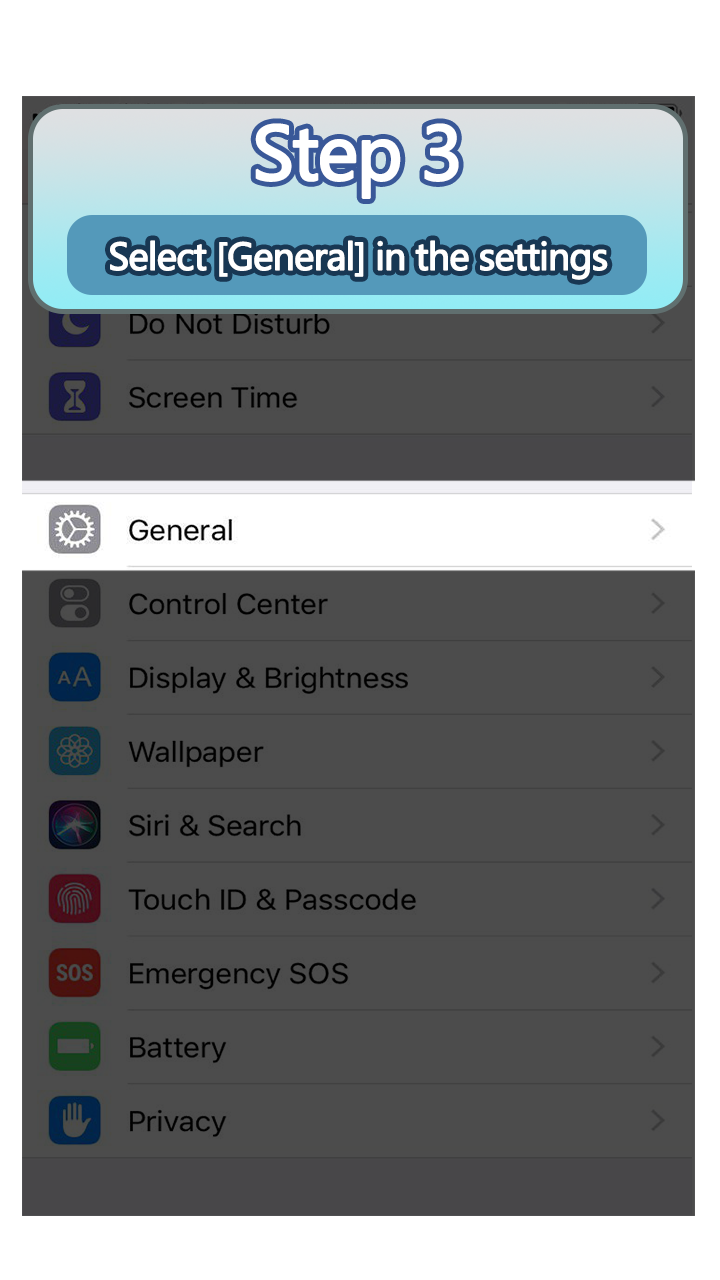 Step 3
Select [General] in the settings
Do Not Disturb
Screen Time
General
Control Center
AA Display & Brightness
Wallpaper
Siri & Search
Touch ID & Passcode
SOS Emergency SOS
Battery
Privacy